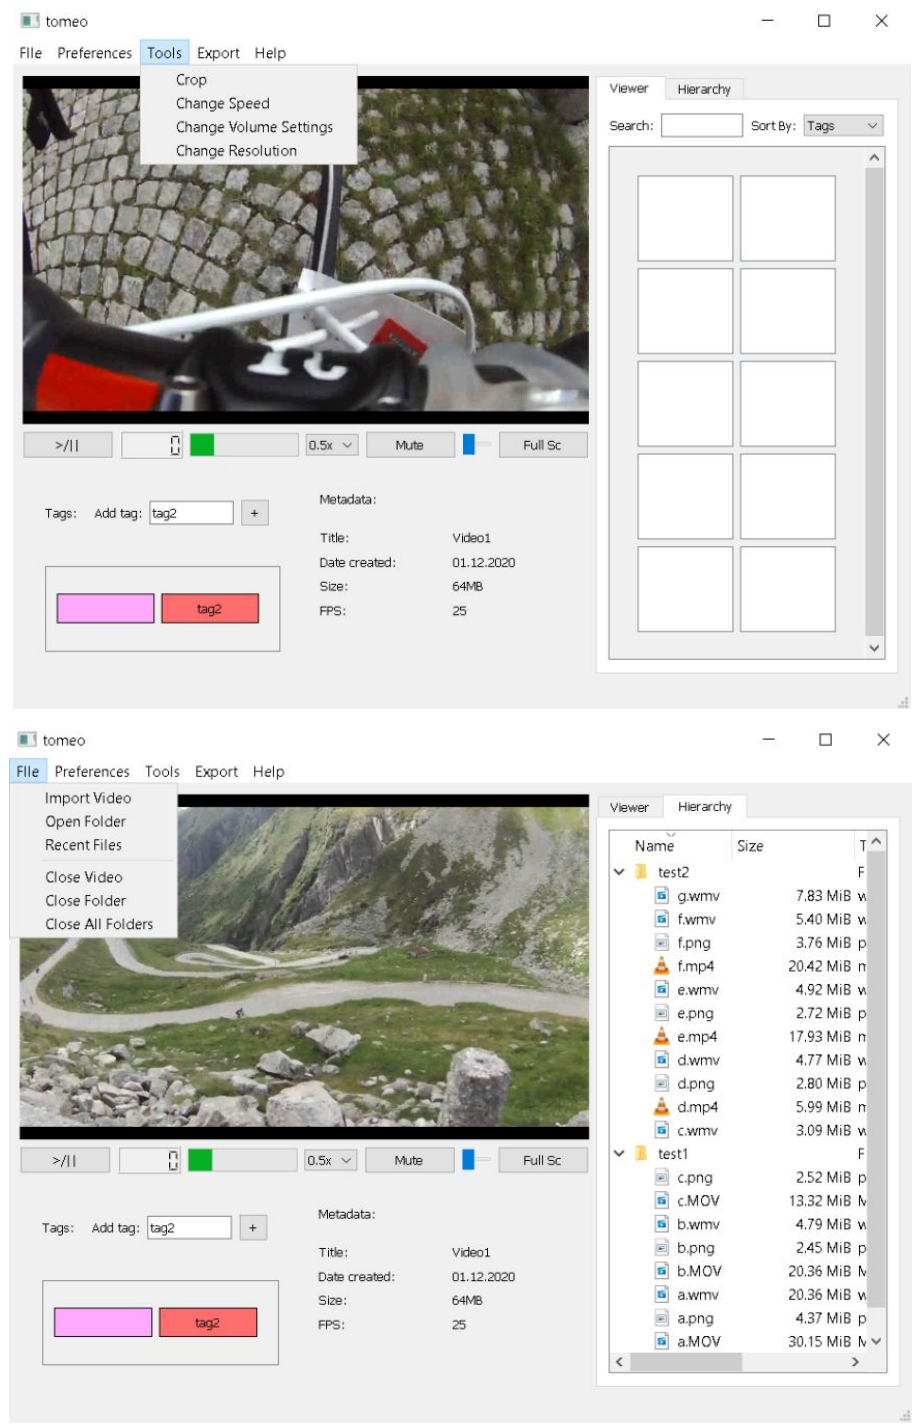 tomeo
FIle Preferences Tools Export Help
Crop
Change Speed
Change Volume Settings
Change Resolution
Viewer Hierarchy
Search: Sort By: Tags
>/|| 0 0.5x Mute Full Sc
Metadata:
Tags: Add tag: tag2 +
Title: Video1
Date created: 01.12.2020
Size: 64MB
FPS: 25
tag2
tomeo
FIle Preferences Tools Export Help
Import Video
Open Folder
Recent Files
Close Video
Close Folder
Close All Folders
Viewer Hierarchy
Name Size T
test2 F
g.wmv 7.83 MiB w
f.wmv 5.40 MiB w
f.png 3.76 MiB p
f.mp4 20.42 MiB m
e.wmv 4.92 MiB w
e.png 2.72 MiB p
e.mp4 17.93 MiB m
d.wmv 4.77 MiB w
d.png 2.80 MiB p
d.mp4 5.99 MiB m
c.wmv 3.09 MiB w
test1 F
c.png 2.52 MiB p
c.MOV 13.32 MiB M
b.wmv 4.79 MiB w
b.png 2.45 MiB p
b.MOV 20.36 MiB M
a.wmv 20.36 MiB w
a.png 4.37 MiB p
a.MOV 30.15 MiB M
>/|| 0 0.5x Mute Full Sc
Metadata:
Tags: Add tag: tag2 +
Title: Video1
Date created: 01.12.2020
Size: 64MB
FPS: 25
tag2